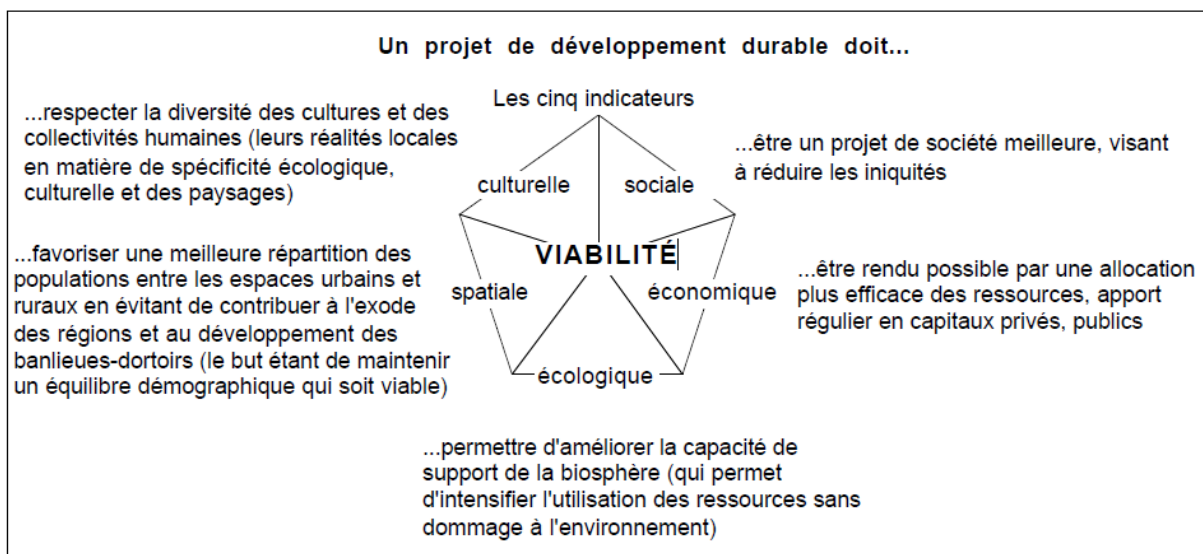 Un projet de développement durable doit...
Les cinq indicateurs
...respecter la diversité des cultures et des
collectivités humaines (leurs réalités locales
en matière de spécificité écologique,
culturelle et des paysages)
...être un projet de société meilleure, visant
à réduire les iniquités
culturelle
sociale
VIABILITÉ
...favoriser une meilleure répartition des
populations entre les espaces urbains et
ruraux en évitant de contribuer à l'exode
des régions et au développement des
banlieues-dortoirs (le but étant de maintenir
un équilibre démographique qui soit viable)
spatiale
économique
...être rendu possible par une allocation
plus efficace des ressources, apport
régulier en capitaux privés, publics
écologique
...permettre d'améliorer la capacité de
support de la biosphère (qui permet
d'intensifier l'utilisation des ressources sans
dommage à l'environnement)